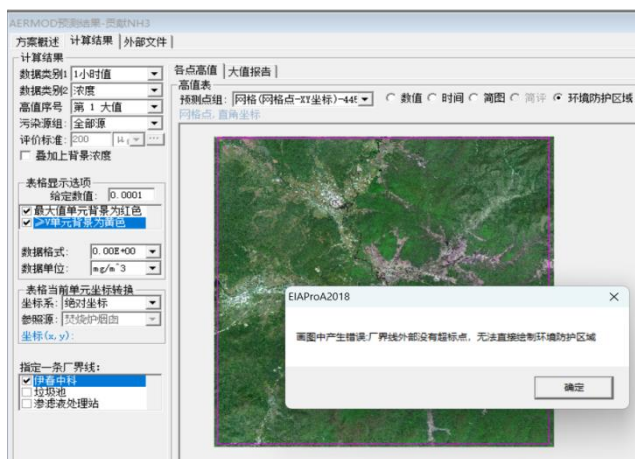 AERMOD预测结果-贡献NH3
方案概述 计算结果 外部文件
计算结果
数据类别1 1小时值
数据类别2 浓度
高值序号 第 1 大值
污染源组: 全部源
评价标准: 200
叠加上背景浓度
表格显示选项
给定数值: 0.0001
最大值单元背景为红色
≥Y单元背景为黄色
数据格式: 0.00E+00
数据单位: mg/m^3
表格当前单元坐标转换
坐标系: 绝对坐标
参照源: 焚烧炉烟囱
坐标(x,y):
指定一条厂界线:
伊春中科
垃圾池
渗滤液处理站
各点高值 大值报告
高值表
预测点组: 网格(网格点-XY坐标)-445 数值 时间 简图 简评 环境防护区域
网格点,直角坐标
EIAProA2018
画图中产生错误:厂界线外部没有超标点,无法直接绘制环境防护区域
确定